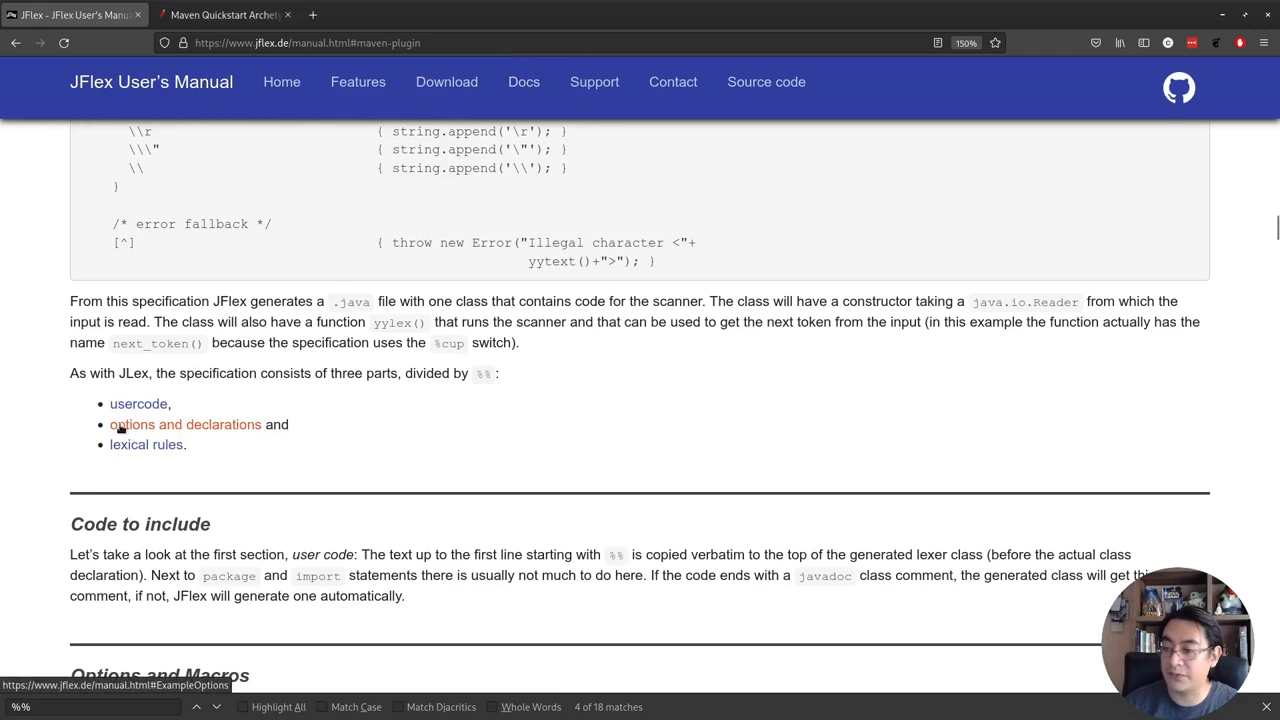 JFlex - JFlex User's Manua
Maven Quickstart Archety
https://www.jflex.de/manual.html#maven-plugin
150%
JFlex User's Manual
Home
Features
Download
Docs
Support
Contact
Source code
\\r { string.append('\r'); }
\\\" { string.append('\"'); }
\\ { string.append('\\'); }
}
/* error fallback */
[^] { throw new Error("Illegal character <"+
yytext()+">"); }
From this specification JFlex generates a .java file with one class that contains code for the scanner. The class will have a constructor taking a java.io.Reader from which the
input is read. The class will also have a function yylex() that runs the scanner and that can be used to get the next token from the input (in this example the function actually has the
name next_token() because the specification uses the %cup switch).
As with JLex, the specification consists of three parts, divided by %%:
• usercode,
• options and declarations and
• lexical rules.
Code to include
Let's take a look at the first section, user code: The text up to the first line starting with %% is copied verbatim to the top of the generated lexer class (before the actual class
declaration). Next to package and import statements there is usually not much to do here. If the code ends with a javadoc class comment, the generated class will get thi
comment, if not, JFlex will generate one automatically.
Options and Macros
https://www.jflex.de/manual.html#ExampleOptions
%%
Highlight All
Match Case
Match Diacritics
Whole Words
4 of 18 matches